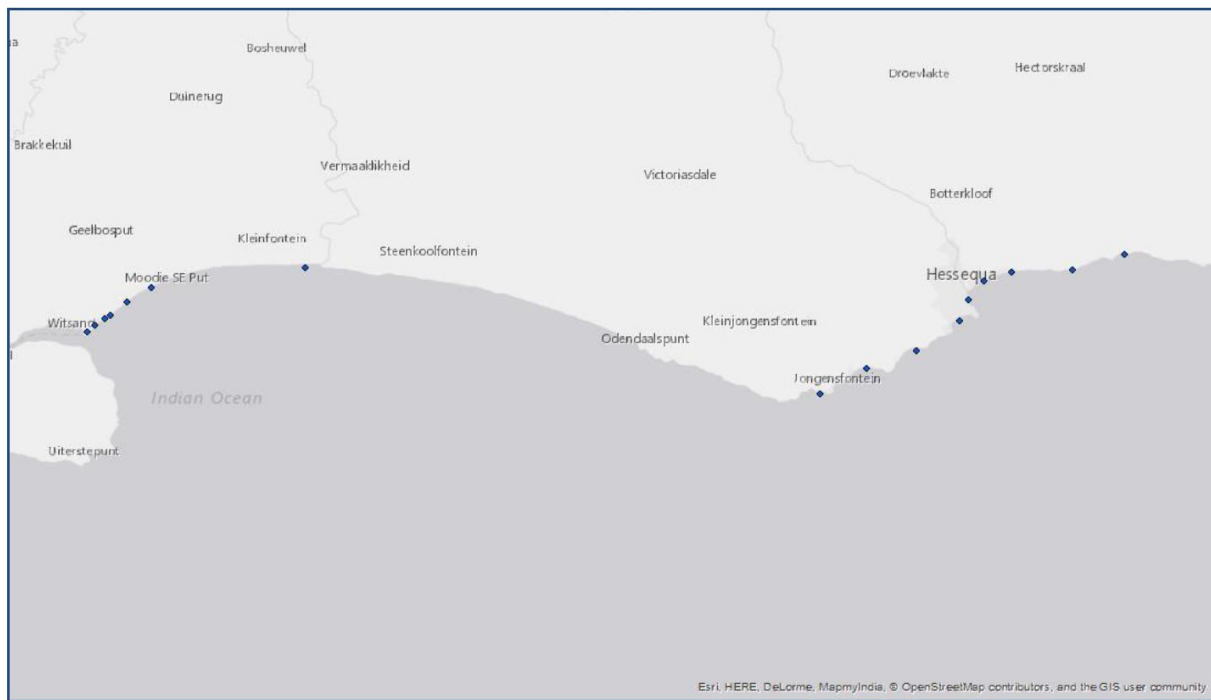 Bosheuwel
Hectorskraal
Droëvlakte
Duinerug
Brakkekuil
Vermaaklikheid
Victoriasdale
Botterkloof
Geelbosput
Kleinfontein
Steenkoolfontein
Moodie SE Put
Hessequa
Witsand
Kleinjongensfontein
Odendaalspunt
Jongensfontein
Indian Ocean
Uiterstepunt
Esri, HERE, DeLorme, MapmyIndia, © OpenStreetMap contributors, and the GIS user community